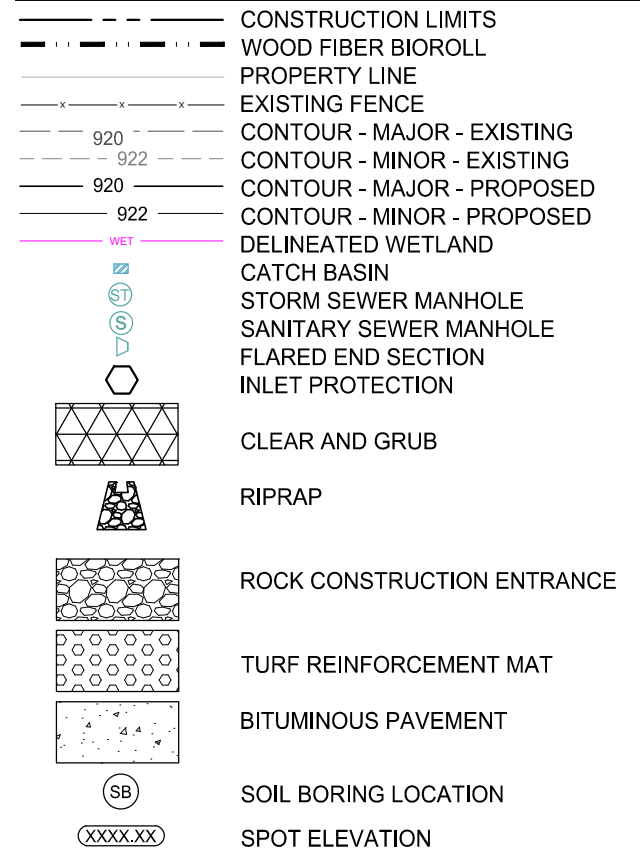 CONSTRUCTION LIMITS
WOOD FIBER BIOROLL
PROPERTY LINE
x x x EXISTING FENCE
920 CONTOUR - MAJOR - EXISTING
922 CONTOUR - MINOR - EXISTING
920 CONTOUR - MAJOR - PROPOSED
922 CONTOUR - MINOR - PROPOSED
WET DELINEATED WETLAND
CATCH BASIN
ST STORM SEWER MANHOLE
S SANITARY SEWER MANHOLE
FLARED END SECTION
INLET PROTECTION
CLEAR AND GRUB
RIPRAP
ROCK CONSTRUCTION ENTRANCE
TURF REINFORCEMENT MAT
BITUMINOUS PAVEMENT
SB SOIL BORING LOCATION
XXXX.XX SPOT ELEVATION